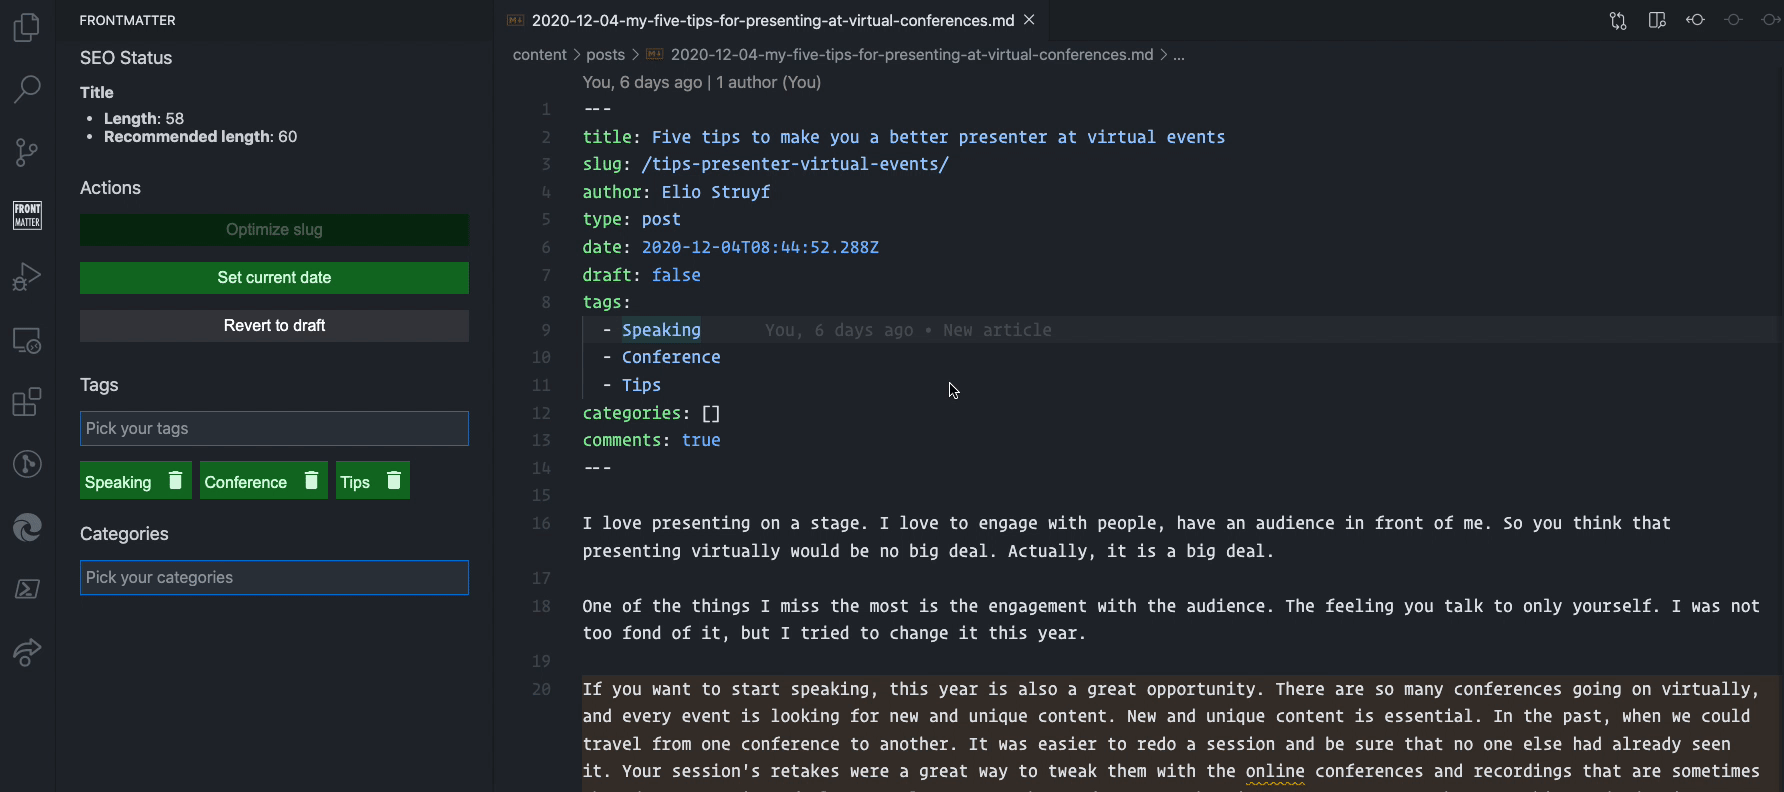 FRONTMATTER
SEO Status
Title
• Length: 58
• Recommended length: 60
Actions
Optimize slug
Set current date
Revert to draft
Tags
Pick your tags
Speaking Conference Tips
Categories
Pick your categories
FRONT
MATTER
2020-12-04-my-five-tips-for-presenting-at-virtual-conferences.md
content > posts > 2020-12-04-my-five-tips-for-presenting-at-virtual-conferences.md > ...
You, 6 days ago | 1 author (You)
1 ---
2 title: Five tips to make you a better presenter at virtual events
3 slug: /tips-presenter-virtual-events/
4 author: Elio Struyf
5 type: post
6 date: 2020-12-04T08:44:52.288Z
7 draft: false
8 tags:
9 - Speaking You, 6 days ago • New article
10 - Conference
11 - Tips
12 categories: []
13 comments: true
14 ---
15
16 I love presenting on a stage. I love to engage with people, have an audience in front of me. So you think that
presenting virtually would be no big deal. Actually, it is a big deal.
17
18 One of the things I miss the most is the engagement with the audience. The feeling you talk to only yourself. I was not
too fond of it, but I tried to change it this year.
19
20 If you want to start speaking, this year is also a great opportunity. There are so many conferences going on virtually,
and every event is looking for new and unique content. New and unique content is essential. In the past, when we could
travel from one conference to another. It was easier to redo a session and be sure that no one else had already seen
it. Your session's retakes were a great way to tweak them with the online conferences and recordings that are sometimes